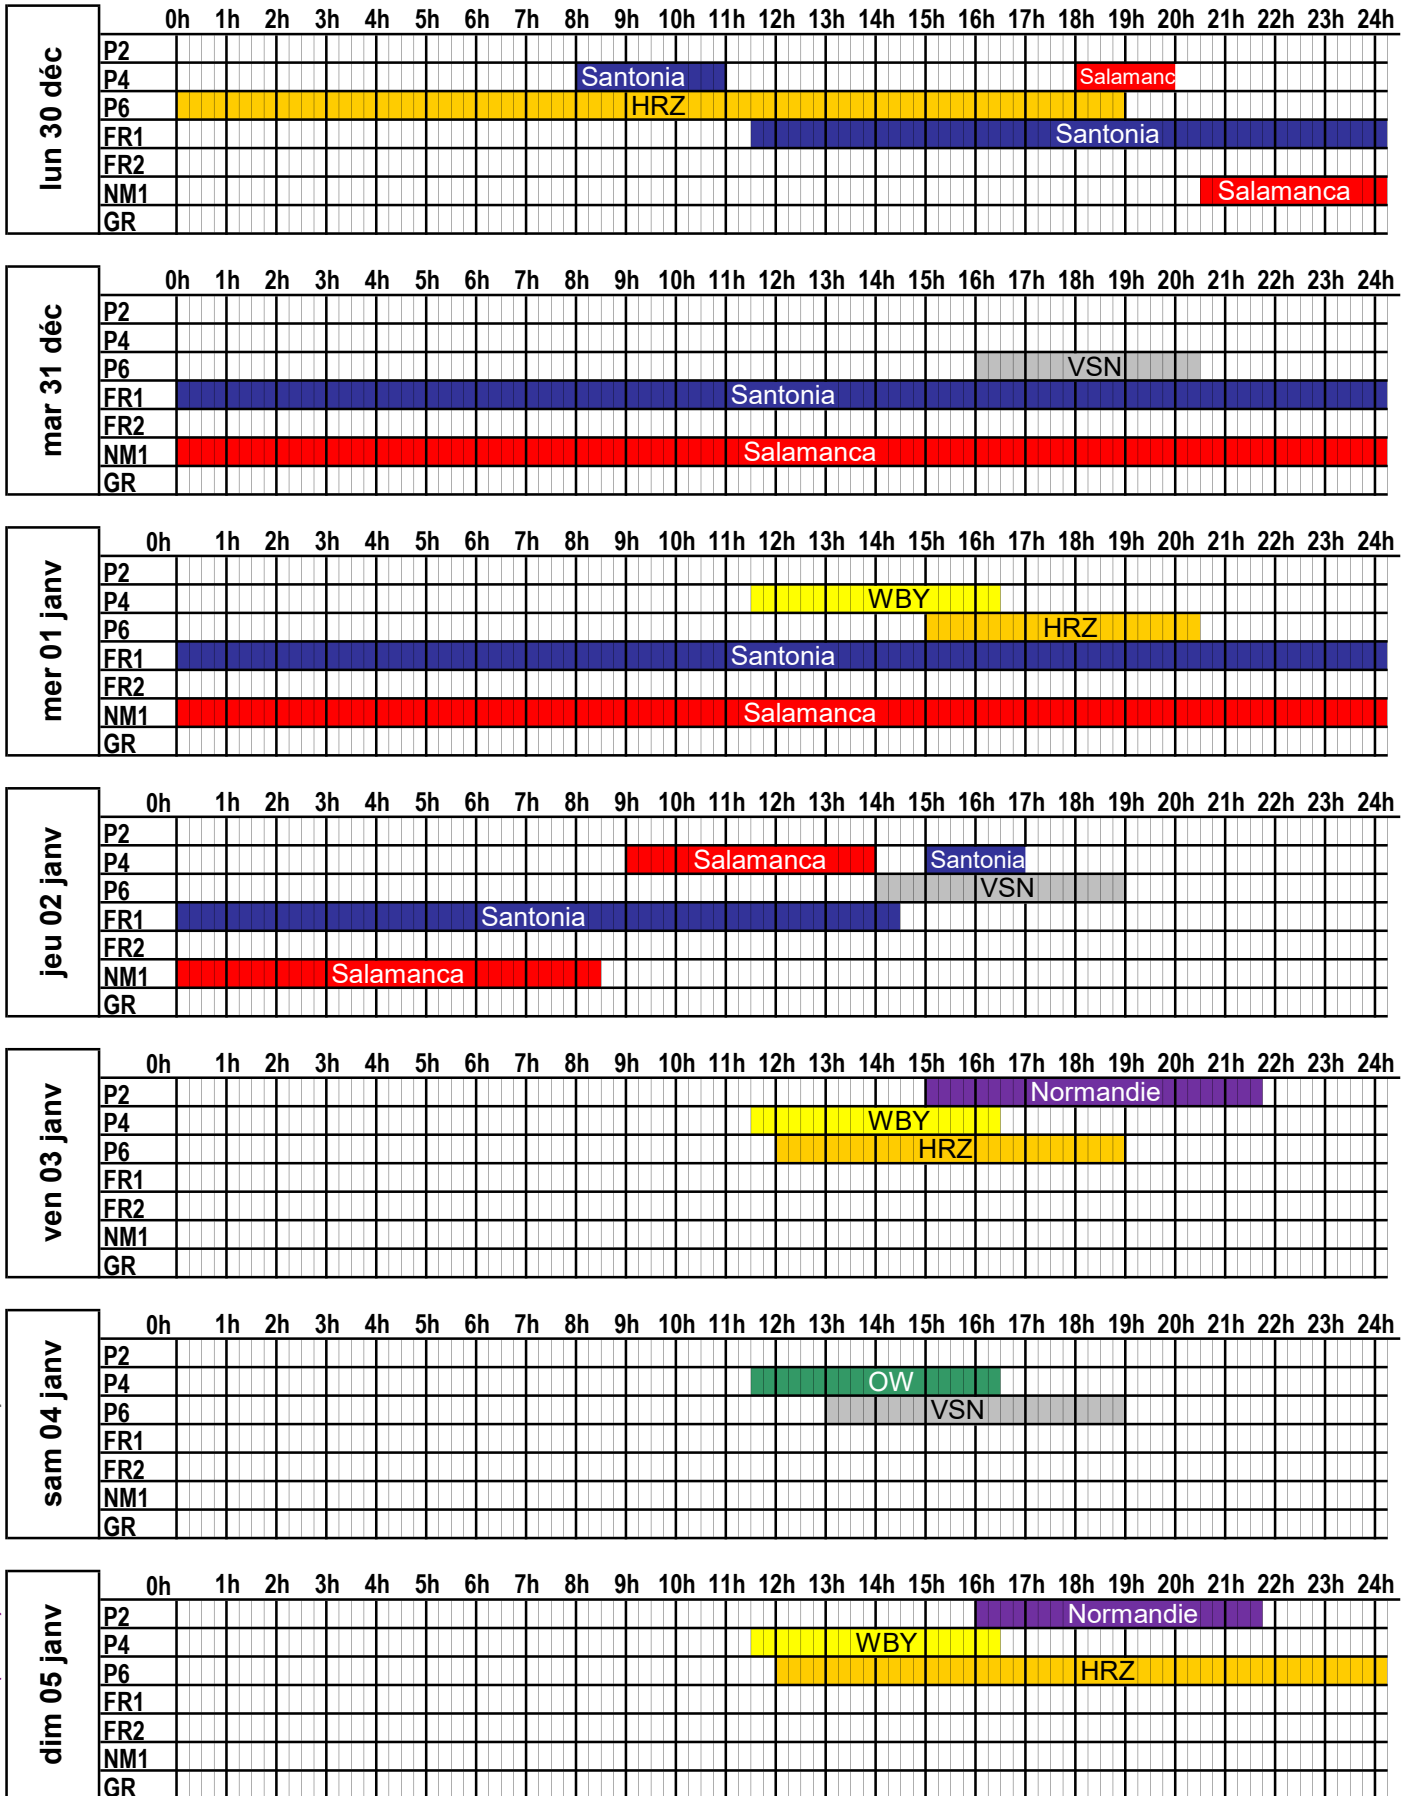 0h 1h 2h 3h 4h 5h 6h 7h 8h 9h 10h 11h 12h 13h 14h 15h 16h 17h 18h 19h 20h 21h 22h 23h 24h
lun 30 déc
P2
P4 Santonia Salamanc
P6 HRZ
FR1 Santonia
FR2
NM1 Salamanca
GR
0h 1h 2h 3h 4h 5h 6h 7h 8h 9h 10h 11h 12h 13h 14h 15h 16h 17h 18h 19h 20h 21h 22h 23h 24h
mar 31 déc
P2
P4
P6 VSN
FR1 Santonia
FR2
NM1 Salamanca
GR
0h 1h 2h 3h 4h 5h 6h 7h 8h 9h 10h 11h 12h 13h 14h 15h 16h 17h 18h 19h 20h 21h 22h 23h 24h
mer 01 janv
P2
P4 WBY
P6 HRZ
FR1 Santonia
FR2
NM1 Salamanca
GR
0h 1h 2h 3h 4h 5h 6h 7h 8h 9h 10h 11h 12h 13h 14h 15h 16h 17h 18h 19h 20h 21h 22h 23h 24h
jeu 02 janv
P2
P4 Salamanca Santonia
P6 VSN
FR1 Santonia
FR2
NM1 Salamanca
GR
0h 1h 2h 3h 4h 5h 6h 7h 8h 9h 10h 11h 12h 13h 14h 15h 16h 17h 18h 19h 20h 21h 22h 23h 24h
ven 03 janv
P2 Normandie
P4 WBY
P6 HRZ
FR1
FR2
NM1
GR
0h 1h 2h 3h 4h 5h 6h 7h 8h 9h 10h 11h 12h 13h 14h 15h 16h 17h 18h 19h 20h 21h 22h 23h 24h
sam 04 janv
P2
P4 OW
P6 VSN
FR1
FR2
NM1
GR
0h 1h 2h 3h 4h 5h 6h 7h 8h 9h 10h 11h 12h 13h 14h 15h 16h 17h 18h 19h 20h 21h 22h 23h 24h
dim 05 janv
P2 Normandie
P4 WBY
P6 HRZ
FR1
FR2
NM1
GR